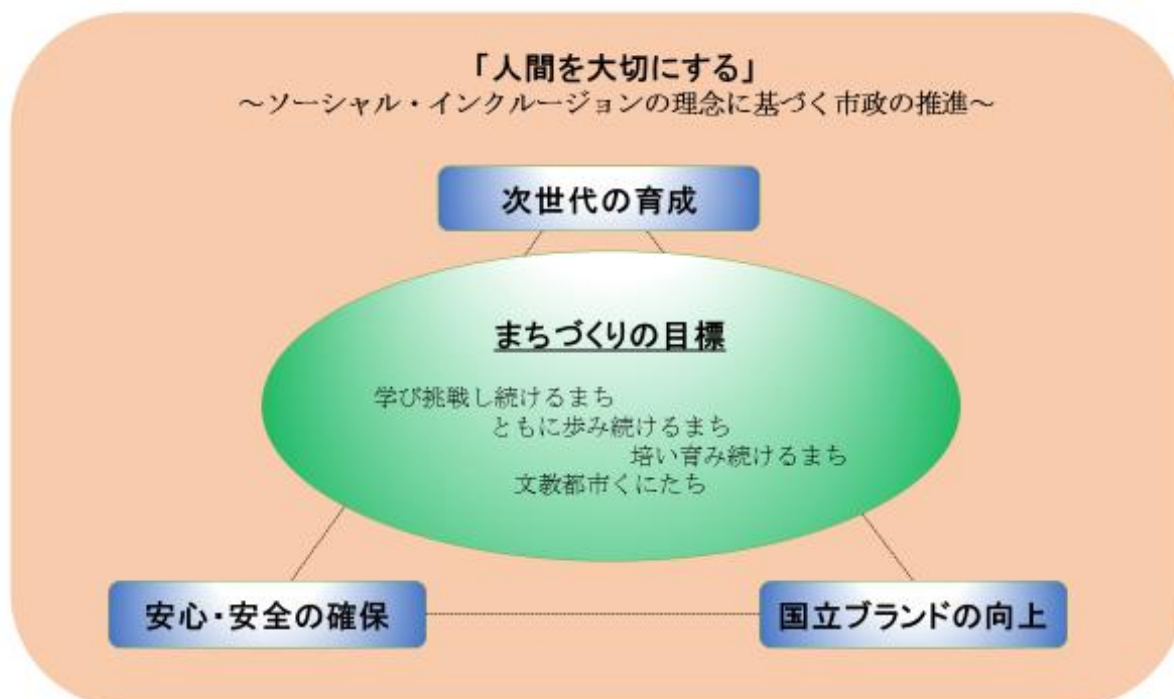 「人間を大切にする」
～ソーシャル・インクルージョンの理念に基づく市政の推進～
次世代の育成
まちづくりの目標
学び挑戦し続けるまち
ともに歩み続けるまち
培い育み続けるまち
文教都市くにたち
安心・安全の確保
国立ブランドの向上